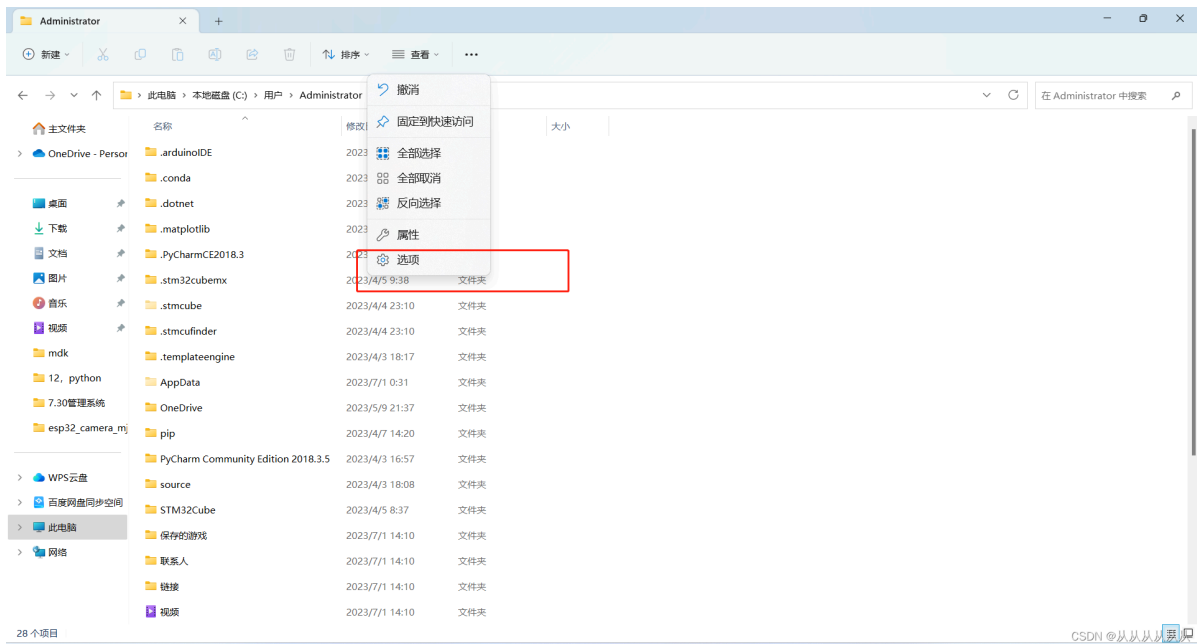 Administrator
新建 排序 查看
此电脑 本地磁盘 (C:) 用户 Administrator 在 Administrator 中搜索
撤消
固定到快速访问
全部选择
全部取消
反向选择
属性
选项
主文件夹
OneDrive - Person
桌面
下载
文档
图片
音乐
视频
mdk
12，python
7.30管理系统
esp32_camera_mj
WPS云盘
百度网盘同步空间
此电脑
网络
名称 大小
.arduinoIDE 2023
.conda 2023
.dotnet 2023
.matplotlib 2023
.PyCharmCE2018.3 2023
.stm32cubemx 2023/4/5 9:38 文件夹
.stmcube 2023/4/4 23:10 文件夹
.stmcufinder 2023/4/4 23:10 文件夹
.templateengine 2023/4/3 18:17 文件夹
AppData 2023/7/1 0:31 文件夹
OneDrive 2023/5/9 21:37 文件夹
pip 2023/4/7 14:20 文件夹
PyCharm Community Edition 2018.3.5 2023/4/3 16:57 文件夹
source 2023/4/3 18:08 文件夹
STM32Cube 2023/4/5 8:37 文件夹
保存的游戏 2023/7/1 14:10 文件夹
联系人 2023/7/1 14:10 文件夹
链接 2023/7/1 14:10 文件夹
视频 2023/7/1 14:10 文件夹
28 个项目
CSDN @从从从从